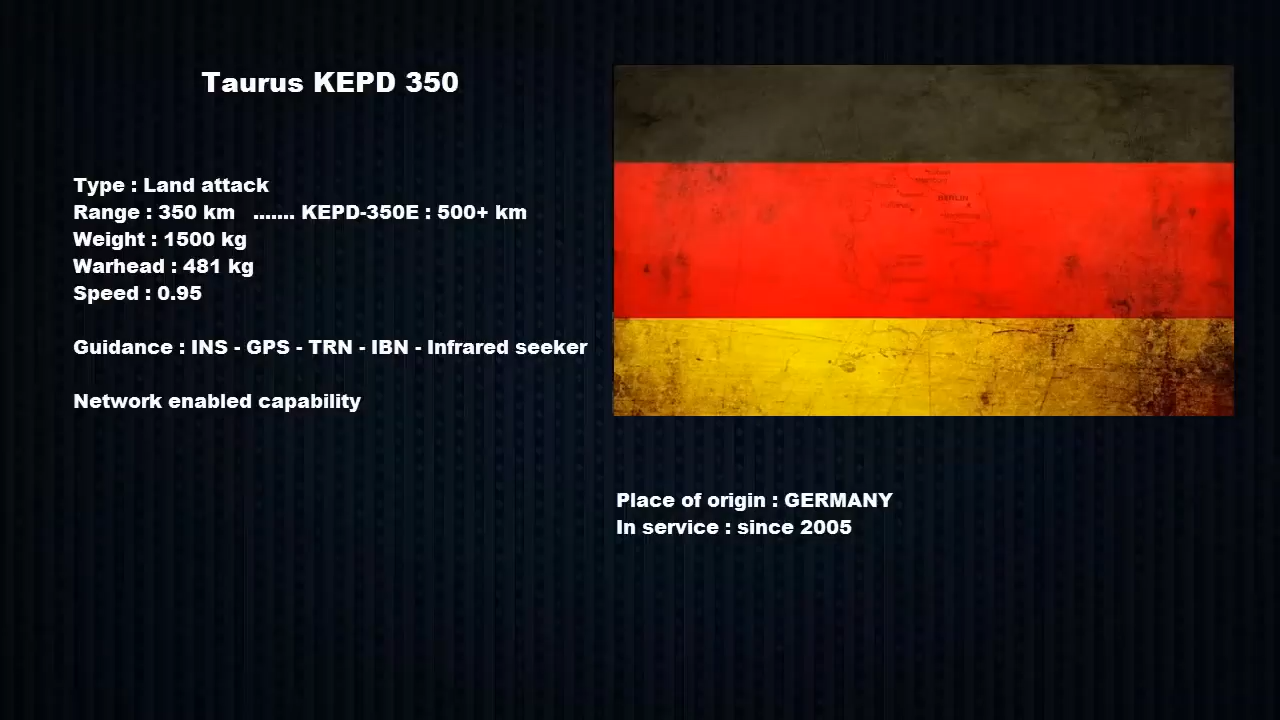 Taurus KEPD 350
Type : Land attack
Range : 350 km ....... KEPD-350E : 500+ km
Weight : 1500 kg
Warhead : 481 kg
Speed : 0.95
Guidance : INS - GPS - TRN - IBN - Infrared seeker
Network enabled capability
BERLIN
Place of origin : GERMANY
In service : since 2005